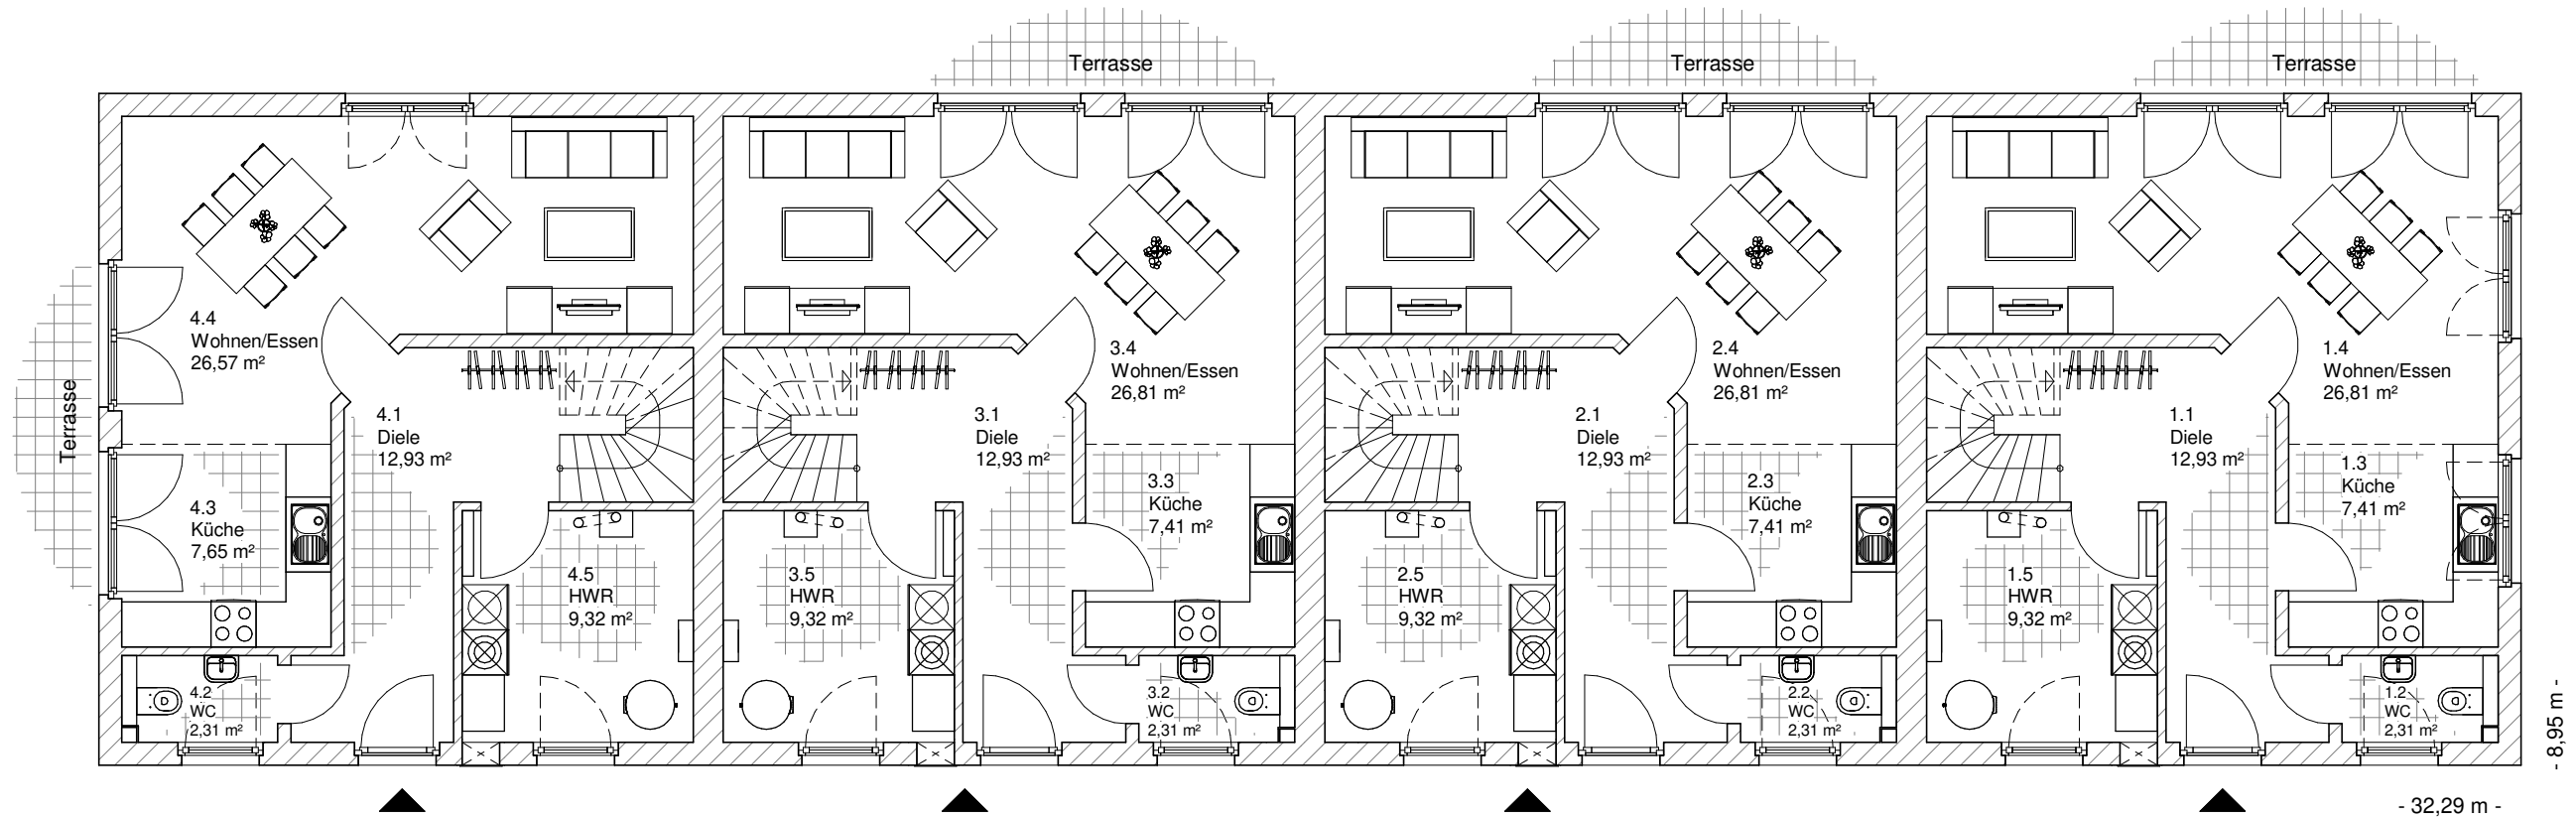 Terrasse
Terrasse
Terrasse
Terrasse
4.4
Wohnen/Essen
26,57 m²
4.1
Diele
12,93 m²
4.3
Küche
7,65 m²
4.5
HWR
9,32 m²
4.2
WC
2,31 m²
3.4
Wohnen/Essen
26,81 m²
3.1
Diele
12,93 m²
3.3
Küche
7,41 m²
3.5
HWR
9,32 m²
3.2
WC
2,31 m²
2.4
Wohnen/Essen
26,81 m²
2.1
Diele
12,93 m²
2.3
Küche
7,41 m²
2.5
HWR
9,32 m²
2.2
WC
2,31 m²
1.4
Wohnen/Essen
26,81 m²
1.1
Diele
12,93 m²
1.3
Küche
7,41 m²
1.5
HWR
9,32 m²
1.2
WC
2,31 m²
- 8,95 m -
- 32,29 m -